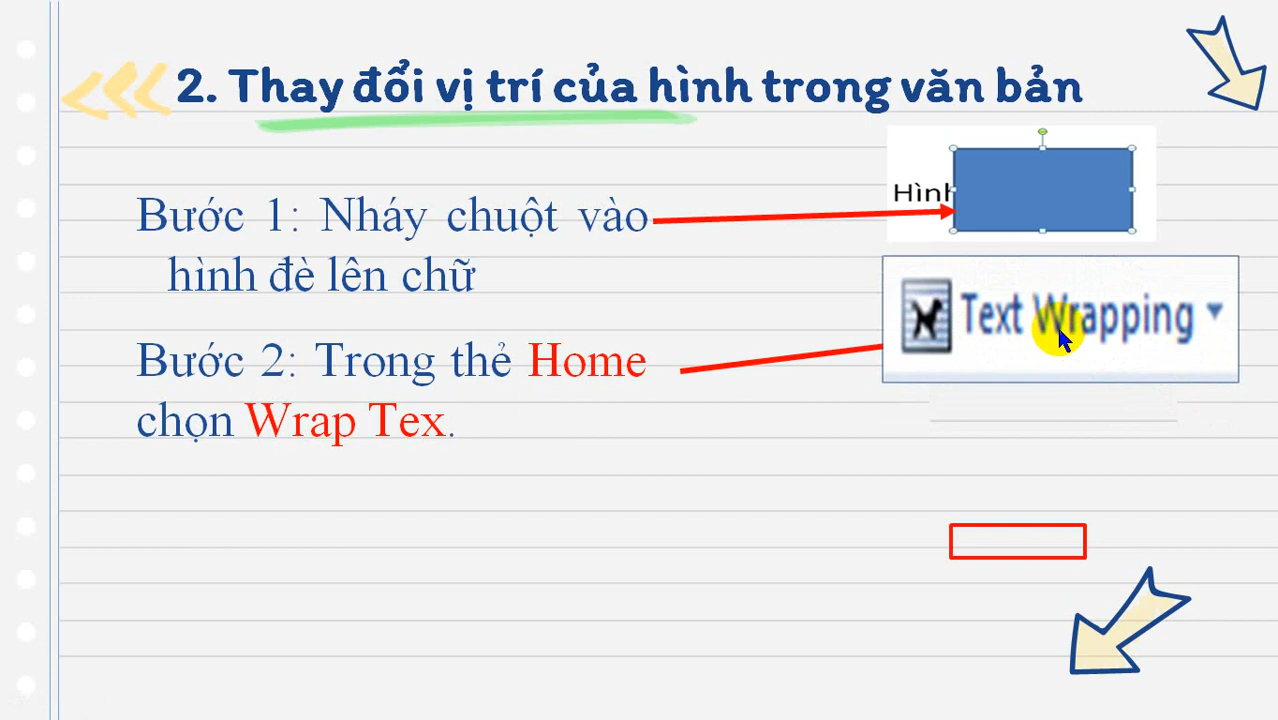 2. Thay đổi vị trí của hình trong văn bản
Bước 1: Nháy chuột vào
hình đè lên chữ
Hình
Text Wrapping
Bước 2: Trong thẻ Home
chọn Wrap Tex.